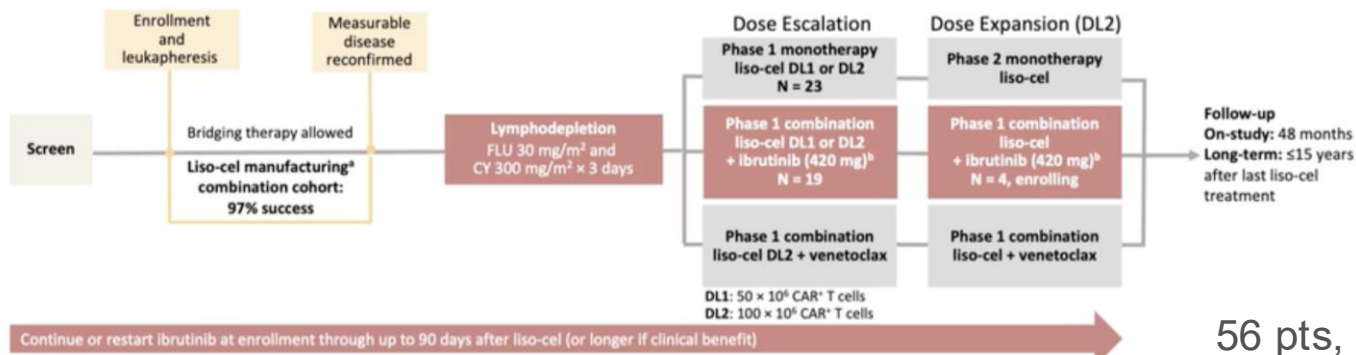 Enrollment
and
leukapheresis
Measurable
disease
reconfirmed
Screen
Bridging therapy allowed
Liso-cel manufacturingᵃ
combination cohort:
97% success
Lymphodepletion
FLU 30 mg/m² and
CY 300 mg/m² × 3 days
Dose Escalation
Phase 1 monotherapy
liso-cel DL1 or DL2
N = 23
Phase 1 combination
liso-cel DL1 or DL2
+ ibrutinib (420 mg)ᵇ
N = 19
Phase 1 combination
liso-cel DL2 + venetoclax
DL1: 50 × 10⁶ CAR⁺ T cells
DL2: 100 × 10⁶ CAR⁺ T cells
Dose Expansion (DL2)
Phase 2 monotherapy
liso-cel
Phase 1 combination
liso-cel
+ ibrutinib (420 mg)ᵇ
N = 4, enrolling
Phase 1 combination
liso-cel + venetoclax
Follow-up
On-study: 48 months
Long-term: ≤15 years
after last liso-cel
treatment
Continue or restart ibrutinib at enrollment through up to 90 days after liso-cel (or longer if clinical benefit)
56 pts,